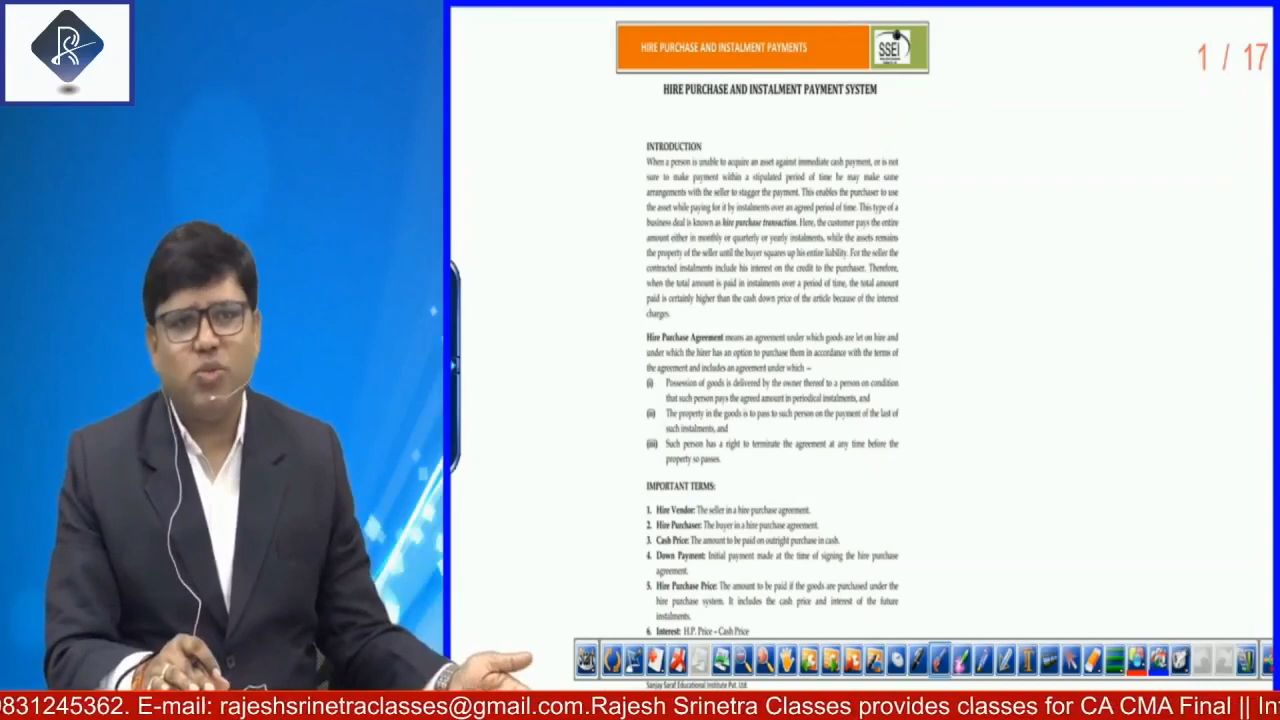 HIRE PURCHASE AND INSTALMENT PAYMENTS
SSEI
1 / 17
HIRE PURCHASE AND INSTALMENT PAYMENT SYSTEM
INTRODUCTION
When a person is unable to acquire an asset against immediate cash payment, or is not
sure to make payment within a stipulated period of time he may make some
arrangements with the seller to stagger the payment. This enables the purchaser to use
the asset while paying for it by instalments over an agreed period of time. This type of
business deal is known as hire purchase transaction. Here, the customer pays the entire
amount either in monthly or quarterly or yearly instalments, while the assets remains
the property of the seller until the buyer squares up his entire liability. For the seller the
contracted instalments include his interest on the credit to the purchaser. Therefore,
when the total amount is paid in instalments over a period of time, the total amount
paid is certainly higher than the cash down price of the article because of the interest
charges.
Hire Purchase Agreement means an agreement under which goods are let on hire and
under which the hirer has an option to purchase them in accordance with the terms of
the agreement and includes an agreement under which –
(i) Possession of goods is delivered by the owner thereof to a person on condition
that such person pays the agreed amount in periodical instalments, and
(ii) The property in the goods is to pass to such person on the payment of the last of
such instalments, and
(iii) Such person has a right to terminate the agreement at any time before the
property so passes.
IMPORTANT TERMS:
1. Hire Vendor: The seller in a hire purchase agreement.
2. Hire Purchaser: The buyer in a hire purchase agreement.
3. Cash Price: The amount to be paid on outright purchase in cash.
4. Down Payment: Initial payment made at the time of signing the hire purchase
agreement.
5. Hire Purchase Price: The amount to be paid if the goods are purchased under the
hire purchase system. It includes the cash price and interest of the future
instalments.
6. Interest: H.P. Price – Cash Price
Start
Sanjay Saraf Educational Institute Pvt. Ltd.
9831245362. E-mail: rajeshsrinetraclasses@gmail.com.Rajesh Srinetra Classes provides classes for CA CMA Final || In